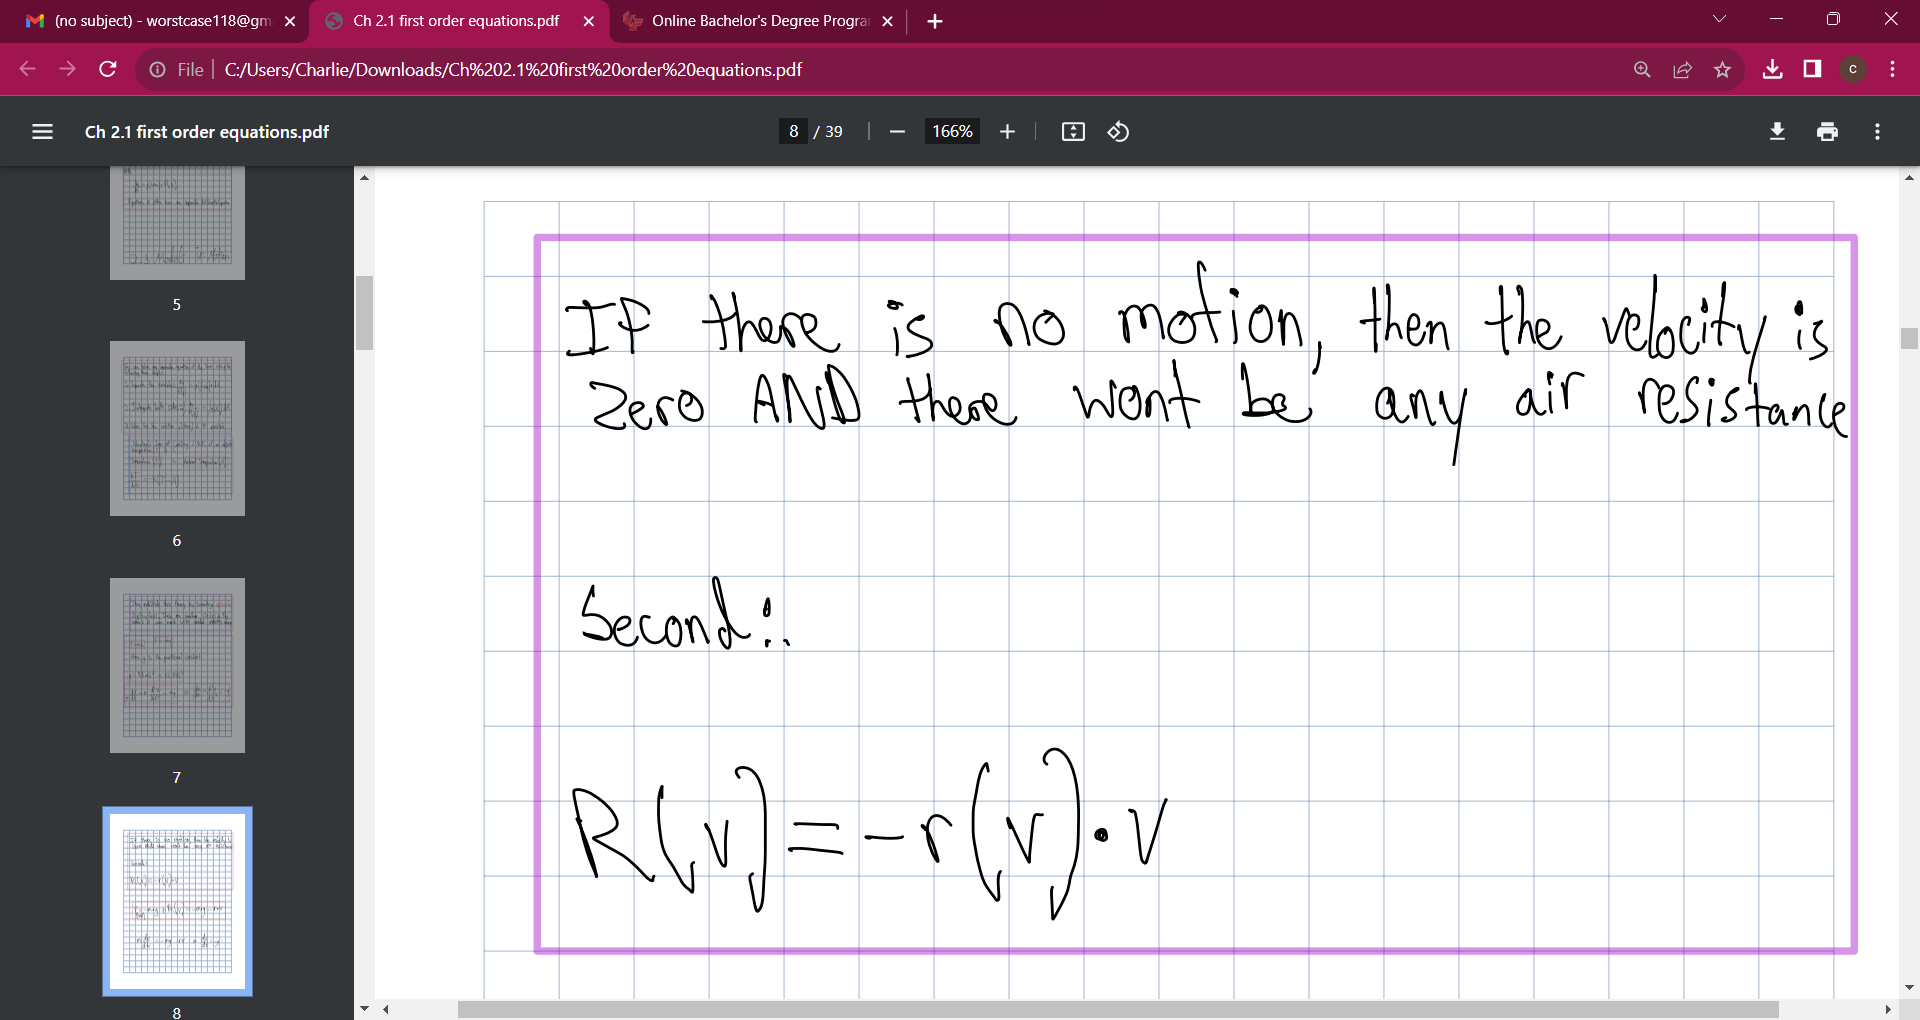 (no subject) - worstcase118@gm
Ch 2.1 first order equations.pdf
Online Bachelor's Degree Progra
File
C:/Users/Charlie/Downloads/Ch%202.1%20first%20order%20equations.pdf
c
Ch 2.1 first order equations.pdf
8 / 39
166%
5
6
7
8
If there is no motion, then the velocity is
zero AND there wont be any air resistance
Second:
R(v) = -r(v) • v